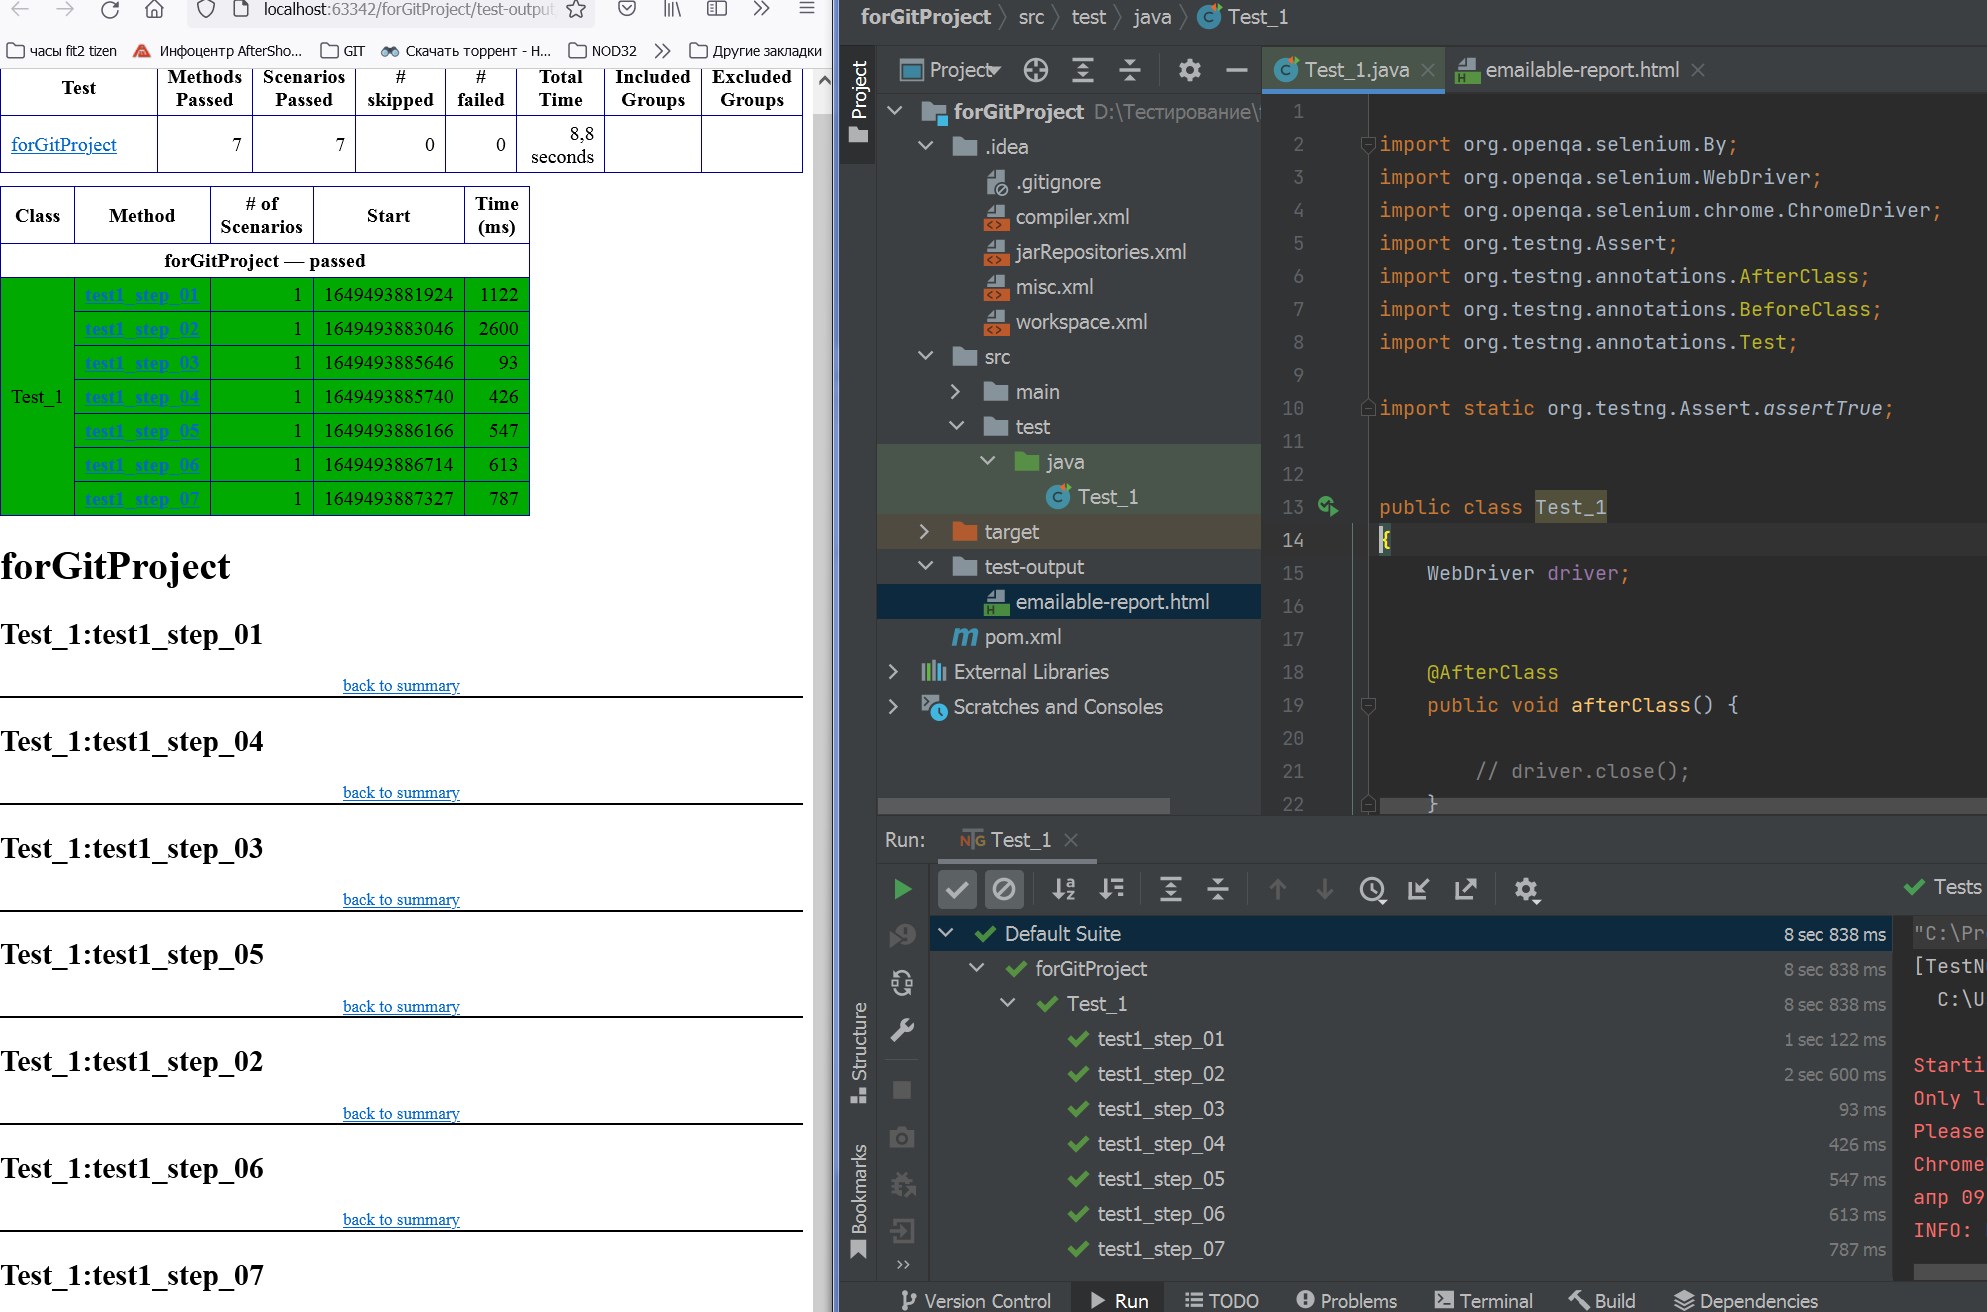 localhost:63342/forGitProject/test-output
часы fit2 tizen
Инфоцентр AfterSho...
GIT
Скачать торрент - Н...
NOD32
Другие закладки
Test Methods Passed Scenarios Passed # skipped # failed Total Time Included Groups Excluded Groups
forGitProject 7 7 0 0 8,8 seconds
Class Method # of Scenarios Start Time (ms)
forGitProject — passed
Test_1
test1_step_01 1 1649493881924 1122
test1_step_02 1 1649493883046 2600
test1_step_03 1 1649493885646 93
test1_step_04 1 1649493885740 426
test1_step_05 1 1649493886166 547
test1_step_06 1 1649493886714 613
test1_step_07 1 1649493887327 787
forGitProject
Test_1:test1_step_01
back to summary
Test_1:test1_step_04
back to summary
Test_1:test1_step_03
back to summary
Test_1:test1_step_05
back to summary
Test_1:test1_step_02
back to summary
Test_1:test1_step_06
back to summary
Test_1:test1_step_07
forGitProject src test java Test_1
Project
Project
Test_1.java
emailable-report.html
forGitProject D:\Тестирование\
.idea
.gitignore
compiler.xml
jarRepositories.xml
misc.xml
workspace.xml
src
main
test
java
Test_1
target
test-output
emailable-report.html
pom.xml
External Libraries
Scratches and Consoles
1
2 import org.openqa.selenium.By;
3 import org.openqa.selenium.WebDriver;
4 import org.openqa.selenium.chrome.ChromeDriver;
5 import org.testng.Assert;
6 import org.testng.annotations.AfterClass;
7 import org.testng.annotations.BeforeClass;
8 import org.testng.annotations.Test;
9
10 import static org.testng.Assert.assertTrue;
11
12
13 public class Test_1
14 {
15 WebDriver driver;
16
17
18 @AfterClass
19 public void afterClass() {
20
21 // driver.close();
22 }
Run: Test_1
Tests
Default Suite 8 sec 838 ms
forGitProject 8 sec 838 ms
Test_1 8 sec 838 ms
test1_step_01 1 sec 122 ms
test1_step_02 2 sec 600 ms
test1_step_03 93 ms
test1_step_04 426 ms
test1_step_05 547 ms
test1_step_06 613 ms
test1_step_07 787 ms
"C:\Pr
[TestN
C:\U
Starti
Only l
Please
Chrome
апр 09
INFO:
Structure
Bookmarks
Version Control
Run
TODO
Problems
Terminal
Build
Dependencies